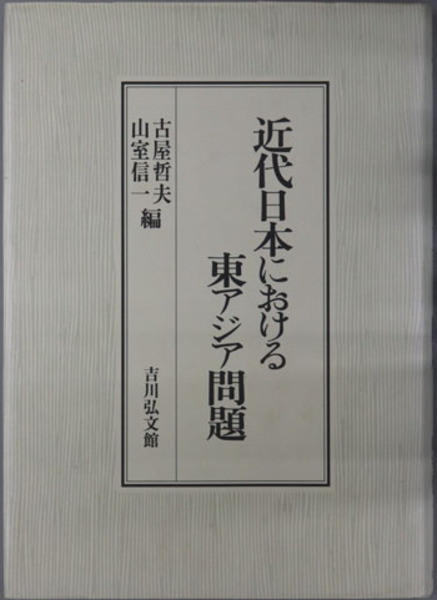 近代日本における
東アジア問題
古屋哲夫
山室信一編
吉川弘文館